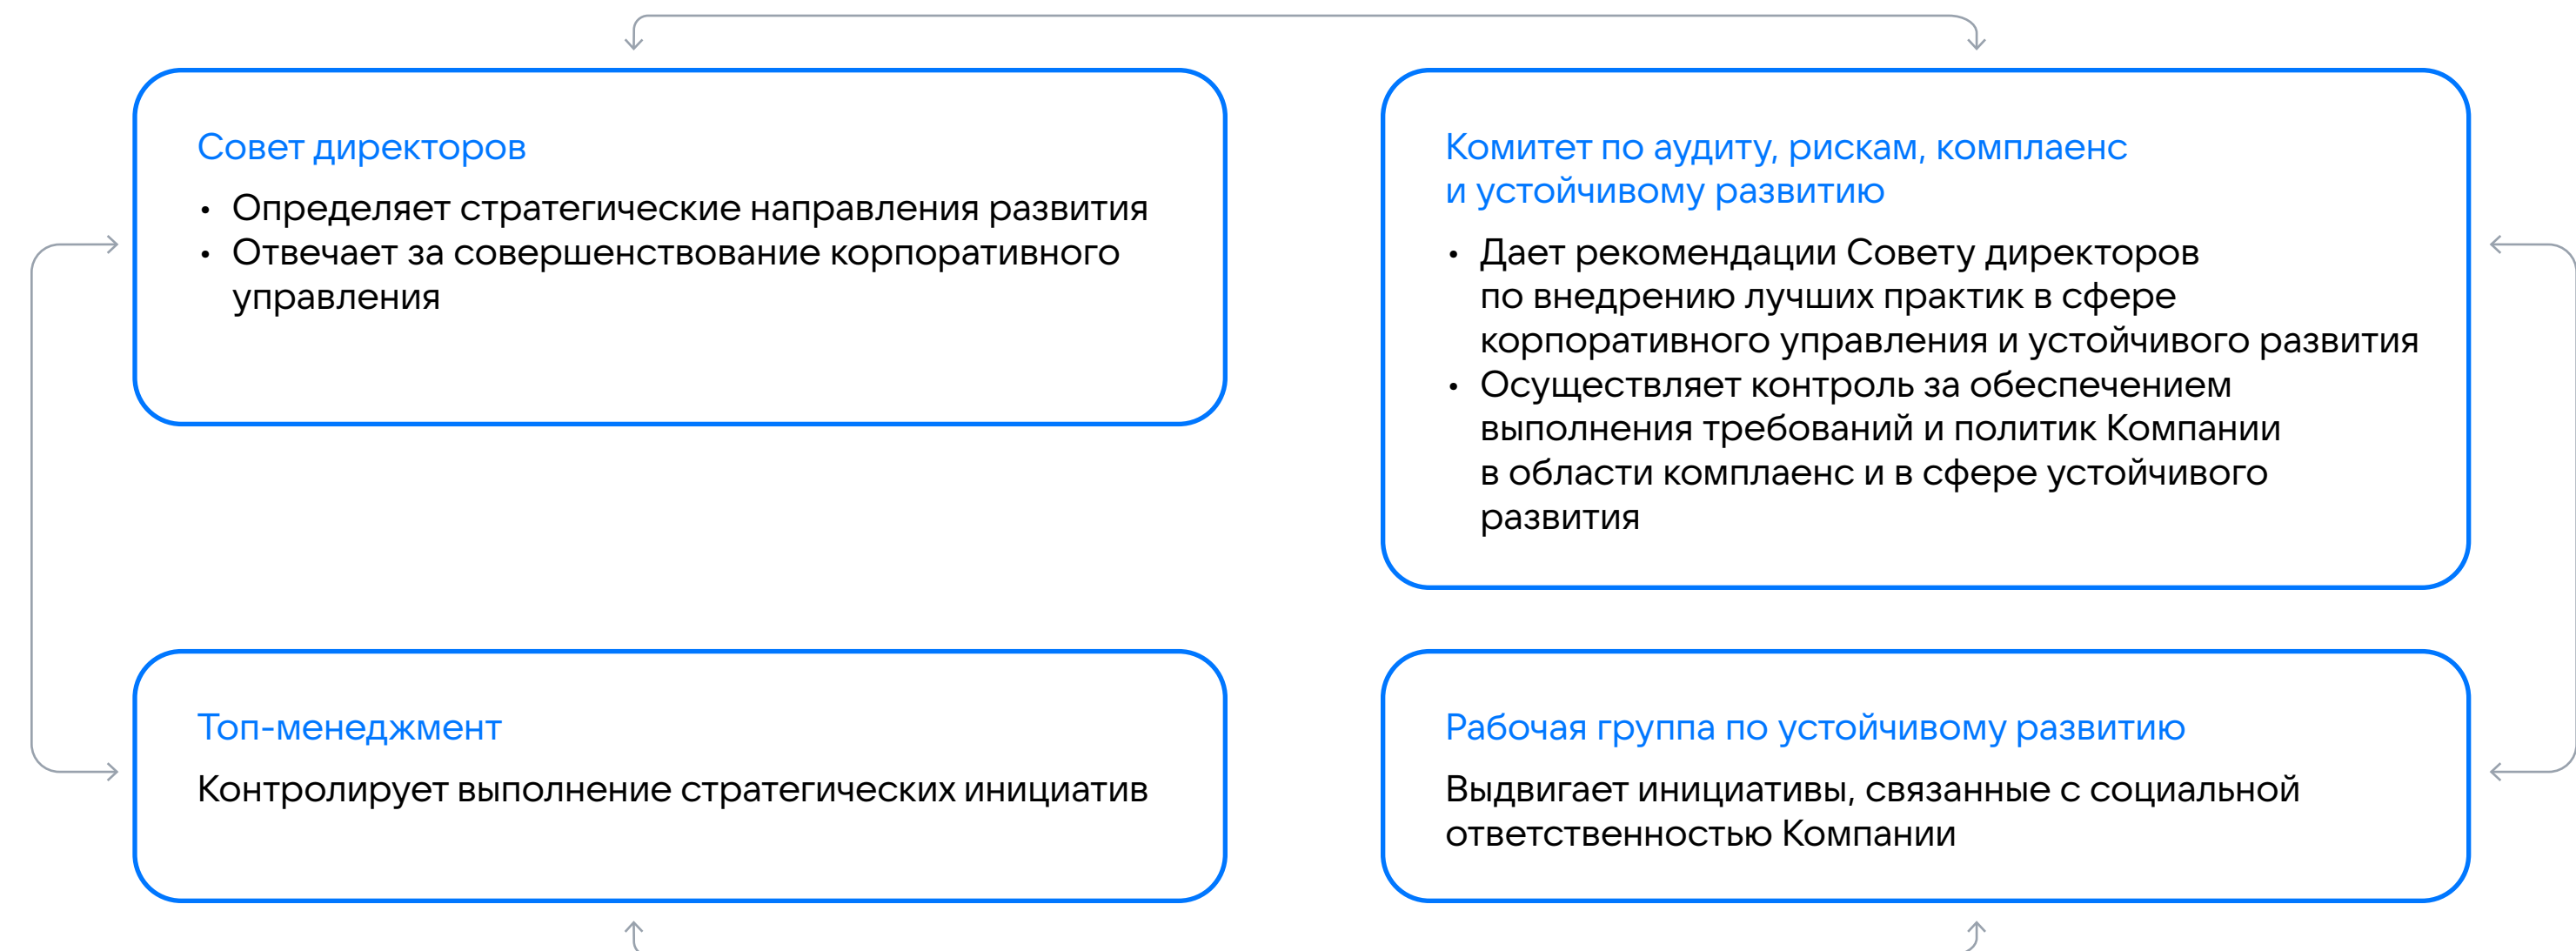 Совет директоров
• Определяет стратегические направления развития
• Отвечает за совершенствование корпоративного
управления
Комитет по аудиту, рискам, комплаенс
и устойчивому развитию
• Дает рекомендации Совету директоров
по внедрению лучших практик в сфере
корпоративного управления и устойчивого развития
• Осуществляет контроль за обеспечением
выполнения требований и политик Компании
в области комплаенс и в сфере устойчивого
развития
Топ-менеджмент
Контролирует выполнение стратегических инициатив
Рабочая группа по устойчивому развитию
Выдвигает инициативы, связанные с социальной
ответственностью Компании